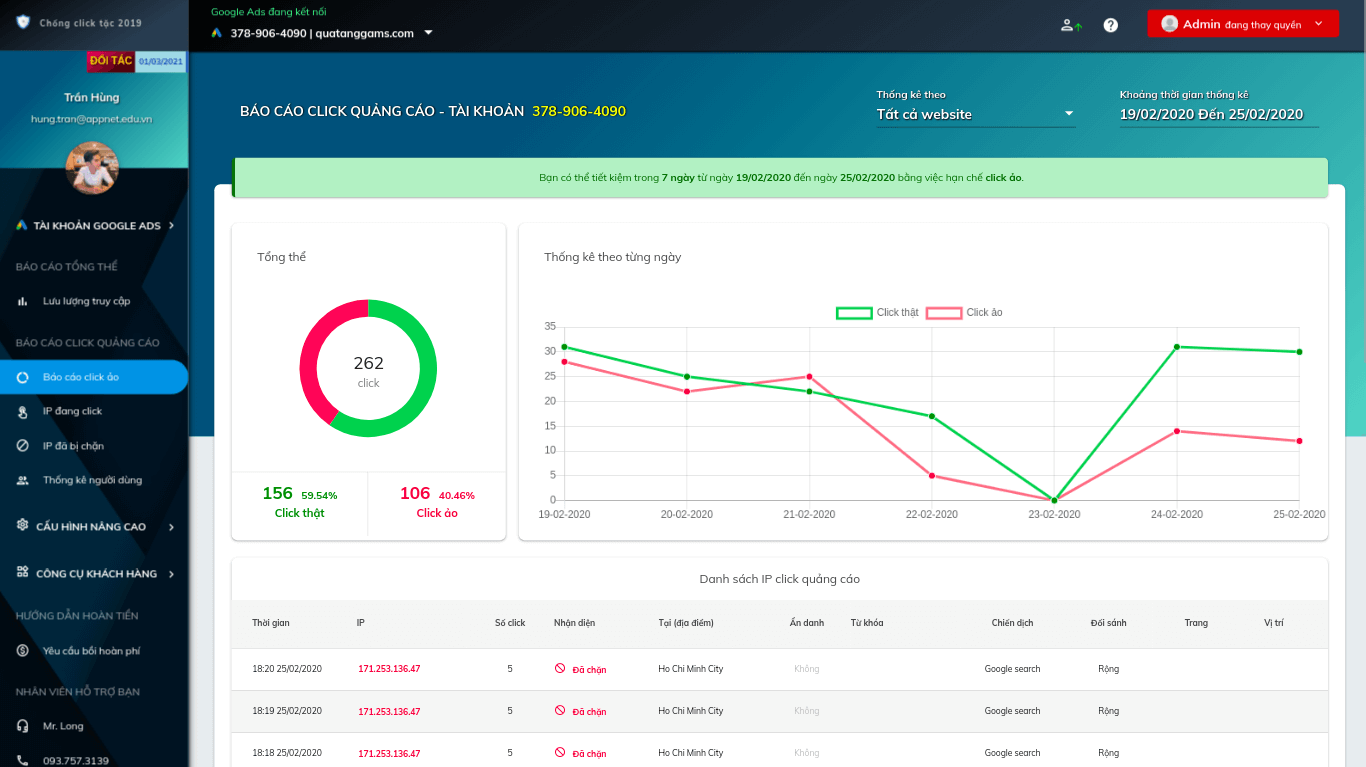 Chống click tặc 2019
Google Ads đang kết nối
378-906-4090 | quatanggams.com
Admin đang thay quyền
ĐỐI TÁC 01/03/2021
Trần Hùng
hung.tran@appnet.edu.vn
TÀI KHOẢN GOOGLE ADS
BÁO CÁO TỔNG THỂ
Lưu lượng truy cập
BÁO CÁO CLICK QUẢNG CÁO
Báo cáo click ảo
IP đang click
IP đã bị chặn
Thống kê người dùng
CẤU HÌNH NÂNG CAO
CÔNG CỤ KHÁCH HÀNG
HƯỚNG DẪN HOÀN TIỀN
Yêu cầu bồi hoàn phí
NHÂN VIÊN HỖ TRỢ BẠN
Mr. Long
093.757.3139
BÁO CÁO CLICK QUẢNG CÁO - TÀI KHOẢN 378-906-4090
Thống kê theo
Tất cả website
Khoảng thời gian thống kê
19/02/2020 Đến 25/02/2020
Bạn có thể tiết kiệm trong 7 ngày từ ngày 19/02/2020 đến ngày 25/02/2020 bằng việc hạn chế click ảo.
Tổng thể
262
click
156 59.54%
Click thật
106 40.46%
Click ảo
Thống kê theo từng ngày
Click thật Click ảo
35
30
25
20
15
10
5
0
19-02-2020 20-02-2020 21-02-2020 22-02-2020 23-02-2020 24-02-2020 25-02-2020
Danh sách IP click quảng cáo
Thời gian IP Số click Nhận diện Tại (địa điểm) Ẩn danh Từ khóa Chiến dịch Đối sánh Trang Vị trí
18:20 25/02/2020 171.253.136.47 5 Đã chặn Ho Chi Minh City Không Google search Rộng
18:19 25/02/2020 171.253.136.47 5 Đã chặn Ho Chi Minh City Không Google search Rộng
18:18 25/02/2020 171.253.136.47 5 Đã chặn Ho Chi Minh City Không Google search Rộng